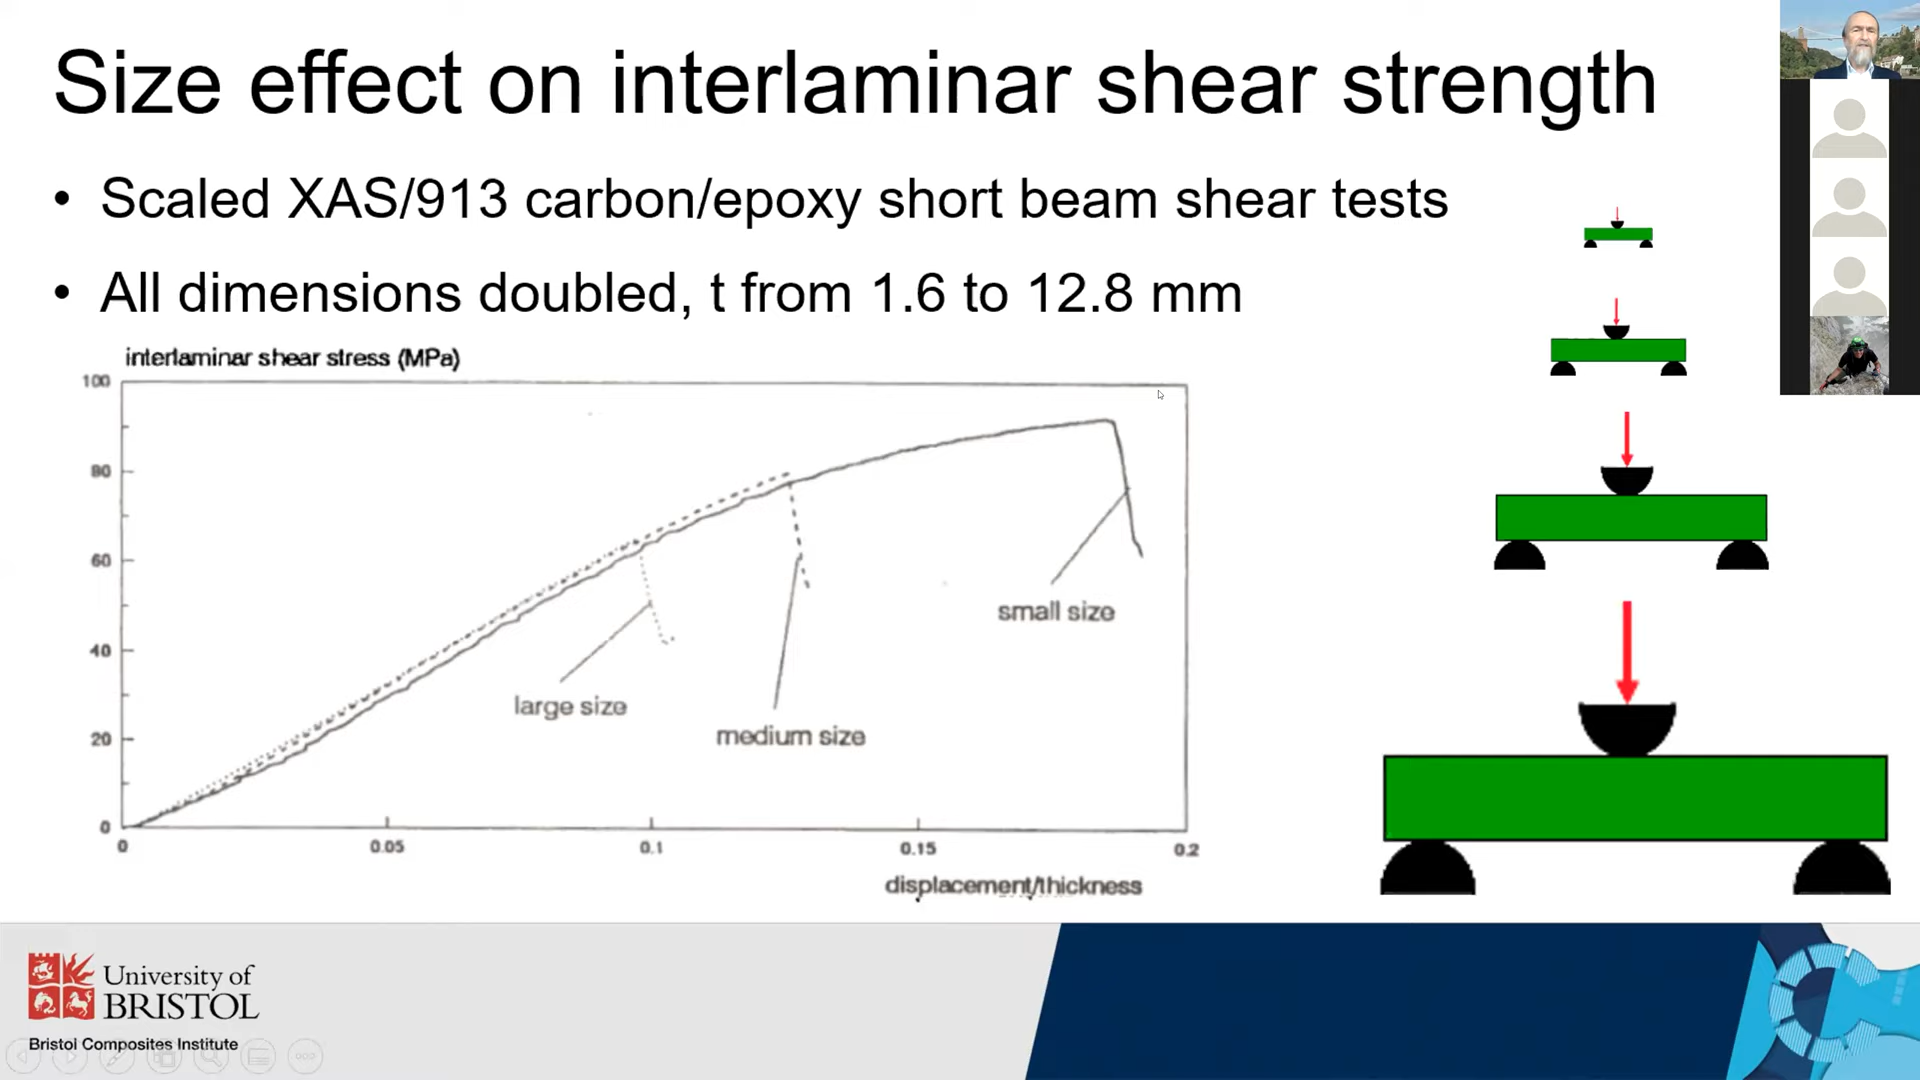 Size effect on interlaminar shear strength
• Scaled XAS/913 carbon/epoxy short beam shear tests
• All dimensions doubled, t from 1.6 to 12.8 mm
interlaminar shear stress (MPa)
100
80
60
40
20
0
small size
large size
medium size
0
0.05
0.1
0.15
0.2
displacement/thickness
University of
BRISTOL
Bristol Composites Institute